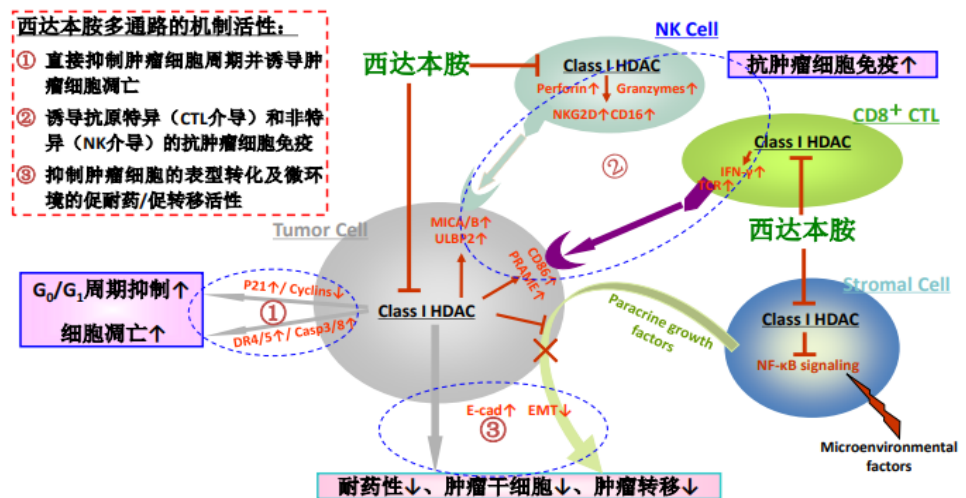 西达本胺多通路的机制活性：
① 直接抑制肿瘤细胞周期并诱导肿
瘤细胞凋亡
② 诱导抗原特异（CTL介导）和非特
异（NK介导）的抗肿瘤细胞免疫
③ 抑制肿瘤细胞的表型转化及微环
境的促耐药/促转移活性
NK Cell
西达本胺
Class I HDAC
Perforin↑ Granzymes↑
NKG2D↑ CD16↑
抗肿瘤细胞免疫↑
CD8+ CTL
Class I HDAC
IFN-γ↑
TCR↑
②
西达本胺
Tumor Cell
MICA/B↑
ULBP2↑
CD86↑
PRAME↑
Class I HDAC
G0/G1周期抑制↑
细胞凋亡↑
P21↑/ Cyclins↓
①
DR4/5↑/ Casp3/8↑
Paracrine growth
factors
Stromal Cell
Class I HDAC
NF-κB signaling
Microenvironmental
factors
E-cad↑ EMT↓
③
耐药性↓、肿瘤干细胞↓、肿瘤转移↓